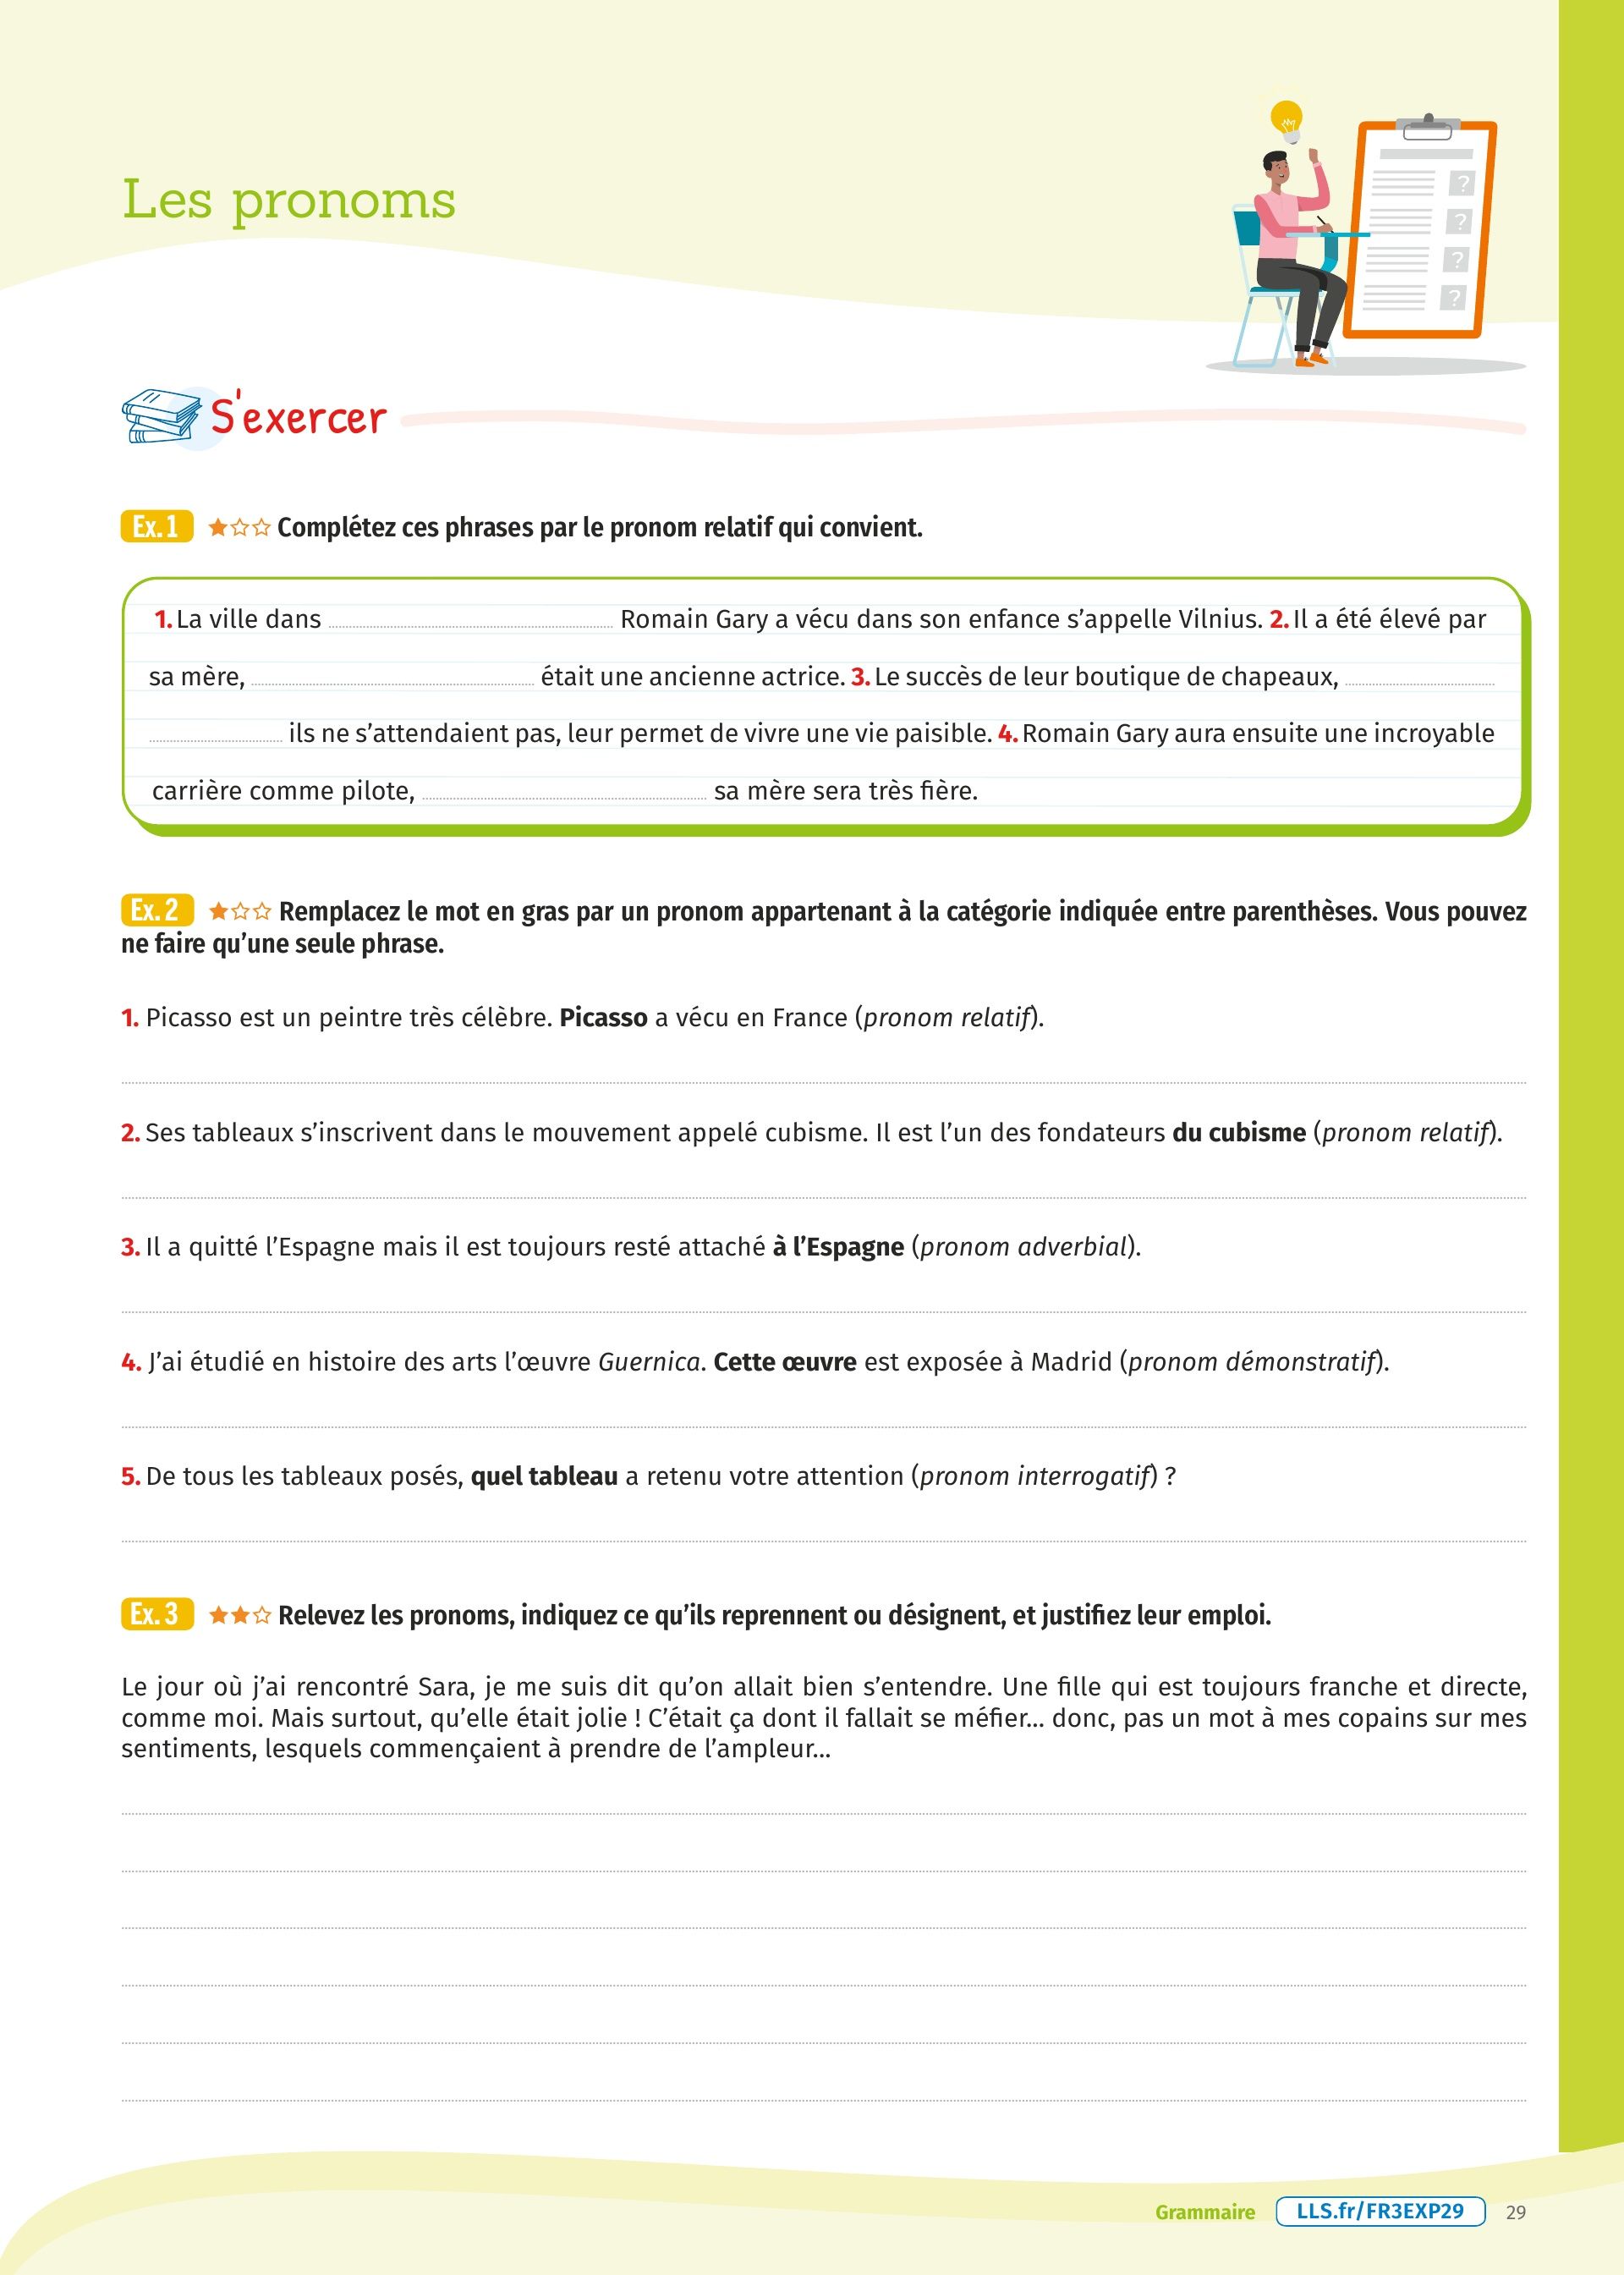 Les pronoms
?
?
?
?
S'exercer
Ex. 1 Complétez ces phrases par le pronom relatif qui convient.
1. La ville dans ........ Romain Gary a vécu dans son enfance s’appelle Vilnius. 2. Il a été élevé par
sa mère, ........ était une ancienne actrice. 3. Le succès de leur boutique de chapeaux, ........
........ ils ne s’attendaient pas, leur permet de vivre une vie paisible. 4. Romain Gary aura ensuite une incroyable
carrière comme pilote, ........ sa mère sera très fière.
Ex. 2 Remplacez le mot en gras par un pronom appartenant à la catégorie indiquée entre parenthèses. Vous pouvez
ne faire qu’une seule phrase.
1. Picasso est un peintre très célèbre. Picasso a vécu en France (pronom relatif).
2. Ses tableaux s’inscrivent dans le mouvement appelé cubisme. Il est l’un des fondateurs du cubisme (pronom relatif).
3. Il a quitté l’Espagne mais il est toujours resté attaché à l’Espagne (pronom adverbial).
4. J’ai étudié en histoire des arts l’œuvre Guernica. Cette œuvre est exposée à Madrid (pronom démonstratif).
5. De tous les tableaux posés, quel tableau a retenu votre attention (pronom interrogatif) ?
Ex. 3 Relevez les pronoms, indiquez ce qu’ils reprennent ou désignent, et justifiez leur emploi.
Le jour où j’ai rencontré Sara, je me suis dit qu’on allait bien s’entendre. Une fille qui est toujours franche et directe,
comme moi. Mais surtout, qu’elle était jolie ! C’était ça dont il fallait se méfier... donc, pas un mot à mes copains sur mes
sentiments, lesquels commençaient à prendre de l’ampleur...
Grammaire LLS.fr/FR3EXP29 29